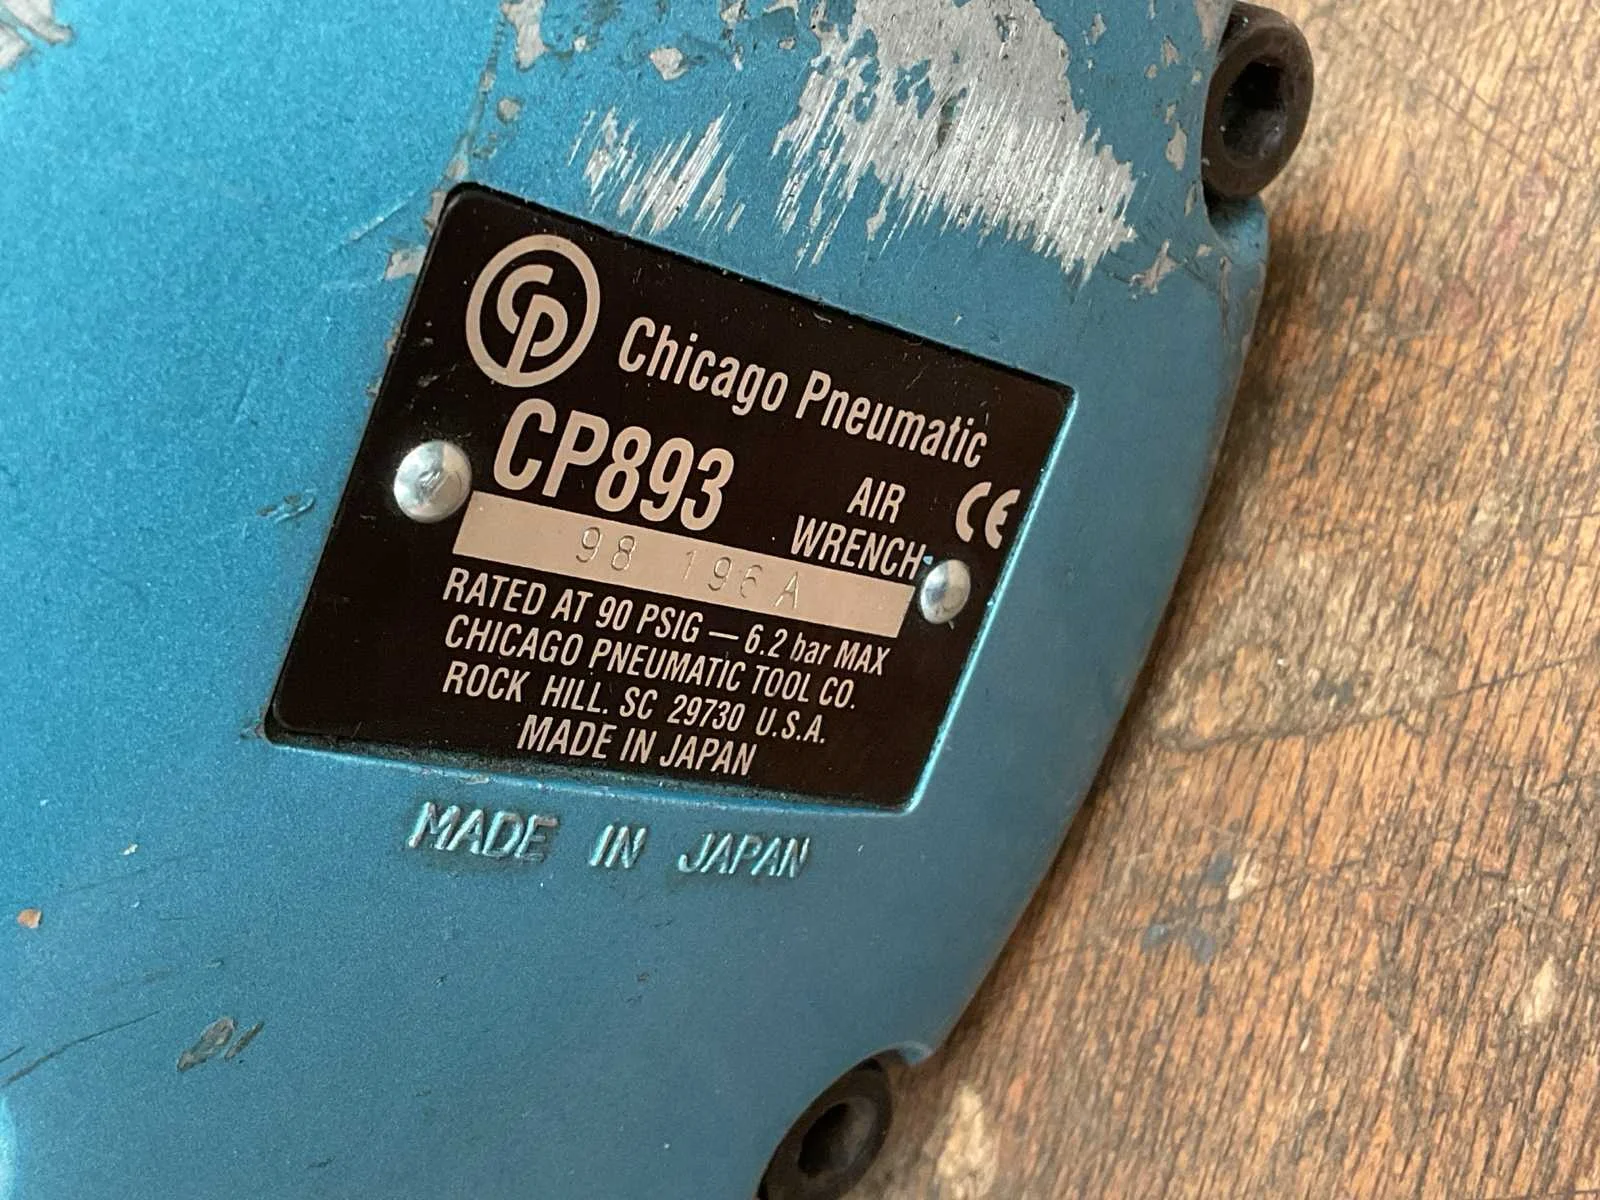 CP
Chicago Pneumatic
CP893
AIR
WRENCH
CE
98 196 A
RATED AT 90 PSIG — 6.2 bar MAX
CHICAGO PNEUMATIC TOOL CO.
ROCK HILL. SC 29730 U.S.A.
MADE IN JAPAN
MADE IN JAPAN